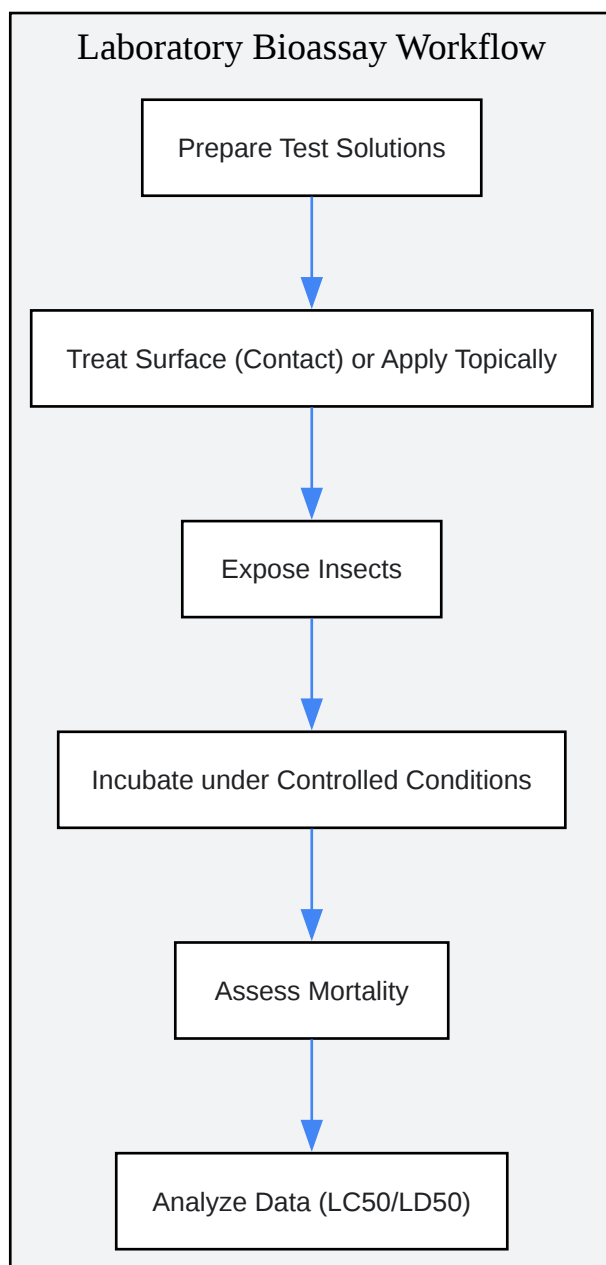 Laboratory Bioassay Workflow
Prepare Test Solutions
Treat Surface (Contact) or Apply Topically
Expose Insects
Incubate under Controlled Conditions
Assess Mortality
Analyze Data (LC50/LD50)